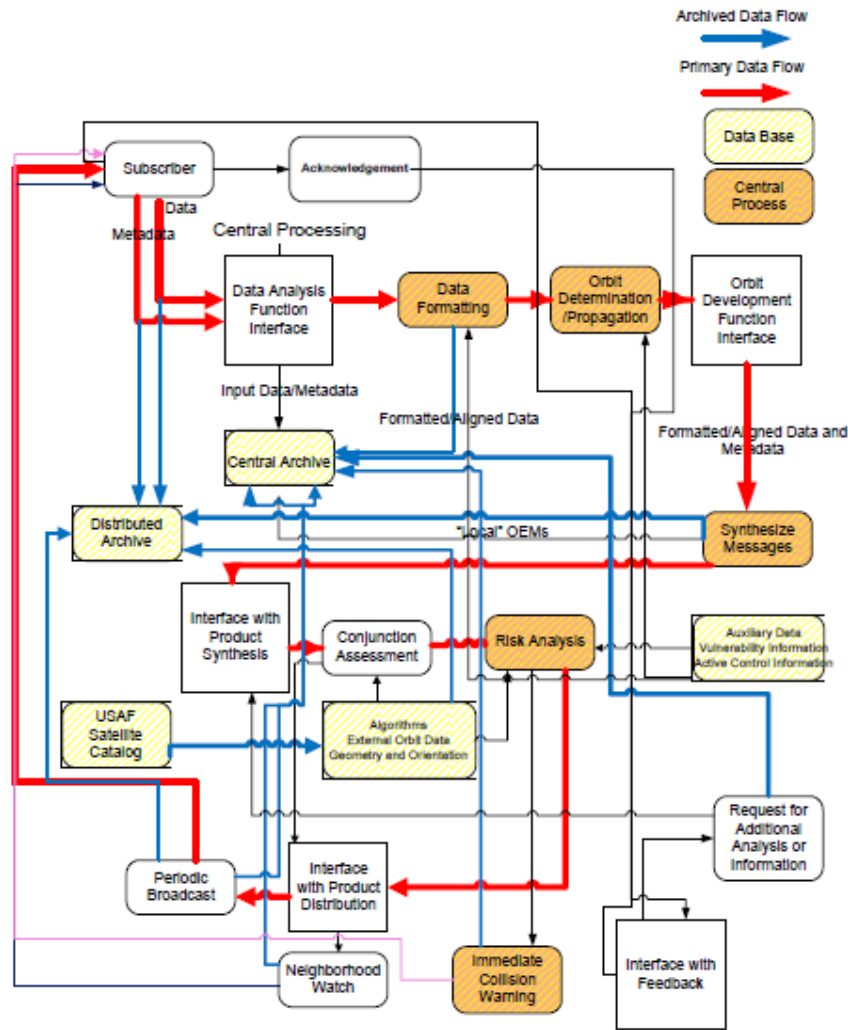 Archived Data Flow
Primary Data Flow
Data Base
Central
Process
Subscriber
Acknowledgement
Data
Metadata
Central Processing
Data Analysis
Function
Interface
Data
Formatting
Orbit
Determination
/Propagation
Orbit
Development
Function
Interface
Input Data/Metadata
Formatted/Aligned Data
Formatted/Aligned Data and
Metadata
Central Archive
Distributed
Archive
"Local" OEMs
Synthesize
Messages
Interface with
Product
Synthesis
Conjunction
Assessment
Risk Analysis
Auxiliary Data
Vulnerability Information
Active Control Information
USAF
Satellite
Catalog
Algorithms
External Orbit Data
Geometry and Orientation
Request for
Additional
Analysis or
Information
Periodic
Broadcast
Interface
with Product
Distribution
Neighborhood
Watch
Immediate
Collision
Warning
Interface with
Feedback